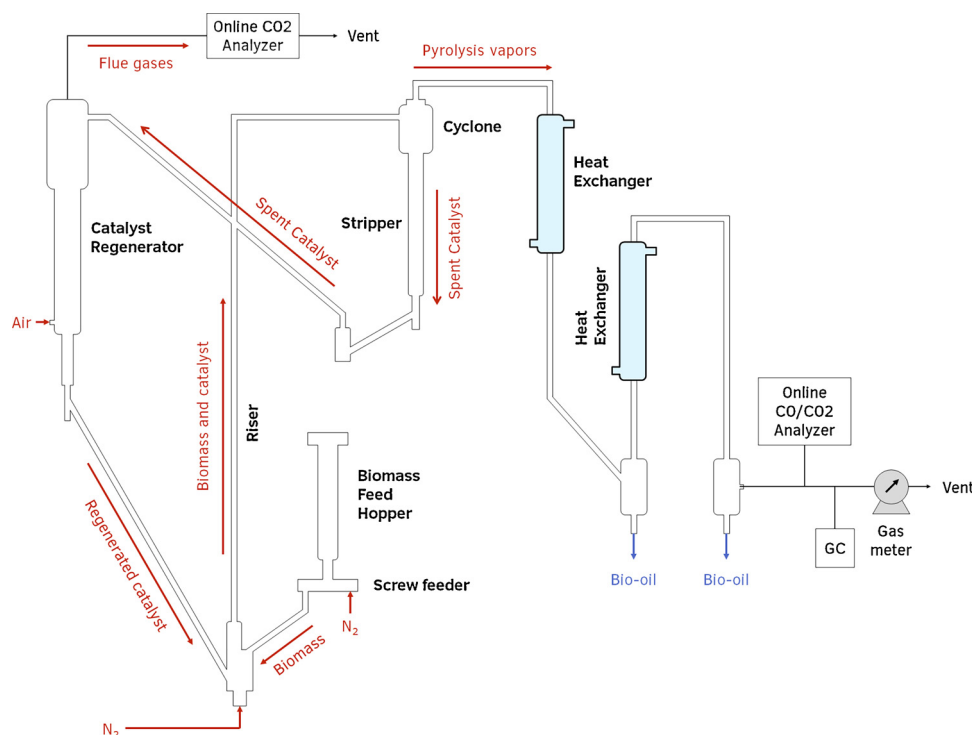 Online CO2
Analyzer
Vent
Flue gases
Pyrolysis vapors
Cyclone
Heat
Exchanger
Catalyst
Regenerator
Spent Catalyst
Stripper
Spent Catalyst
Heat
Exchanger
Air
Biomass and catalyst
Riser
Online
CO/CO2
Analyzer
Biomass
Feed
Hopper
Vent
Regenerated catalyst
Gas
meter
GC
Screw feeder
Bio-oil
Bio-oil
N₂
Biomass
N₂